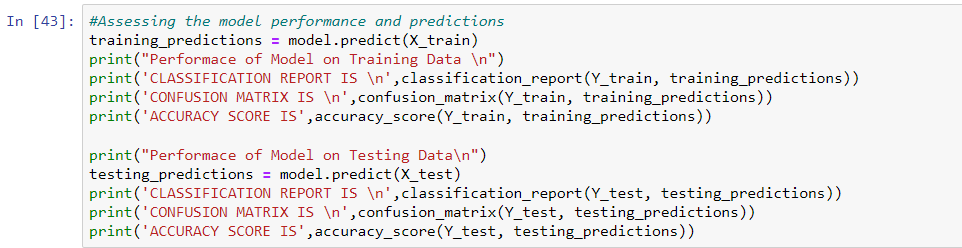 In [43]: #Assessing the model performance and predictions
training_predictions = model.predict(X_train)
print("Performace of Model on Training Data \n")
print('CLASSIFICATION REPORT IS \n',classification_report(Y_train, training_predictions))
print('CONFUSION MATRIX IS \n',confusion_matrix(Y_train, training_predictions))
print('ACCURACY SCORE IS',accuracy_score(Y_train, training_predictions))
print("Performace of Model on Testing Data\n")
testing_predictions = model.predict(X_test)
print('CLASSIFICATION REPORT IS \n',classification_report(Y_test, testing_predictions))
print('CONFUSION MATRIX IS \n',confusion_matrix(Y_test, testing_predictions))
print('ACCURACY SCORE IS',accuracy_score(Y_test, testing_predictions))